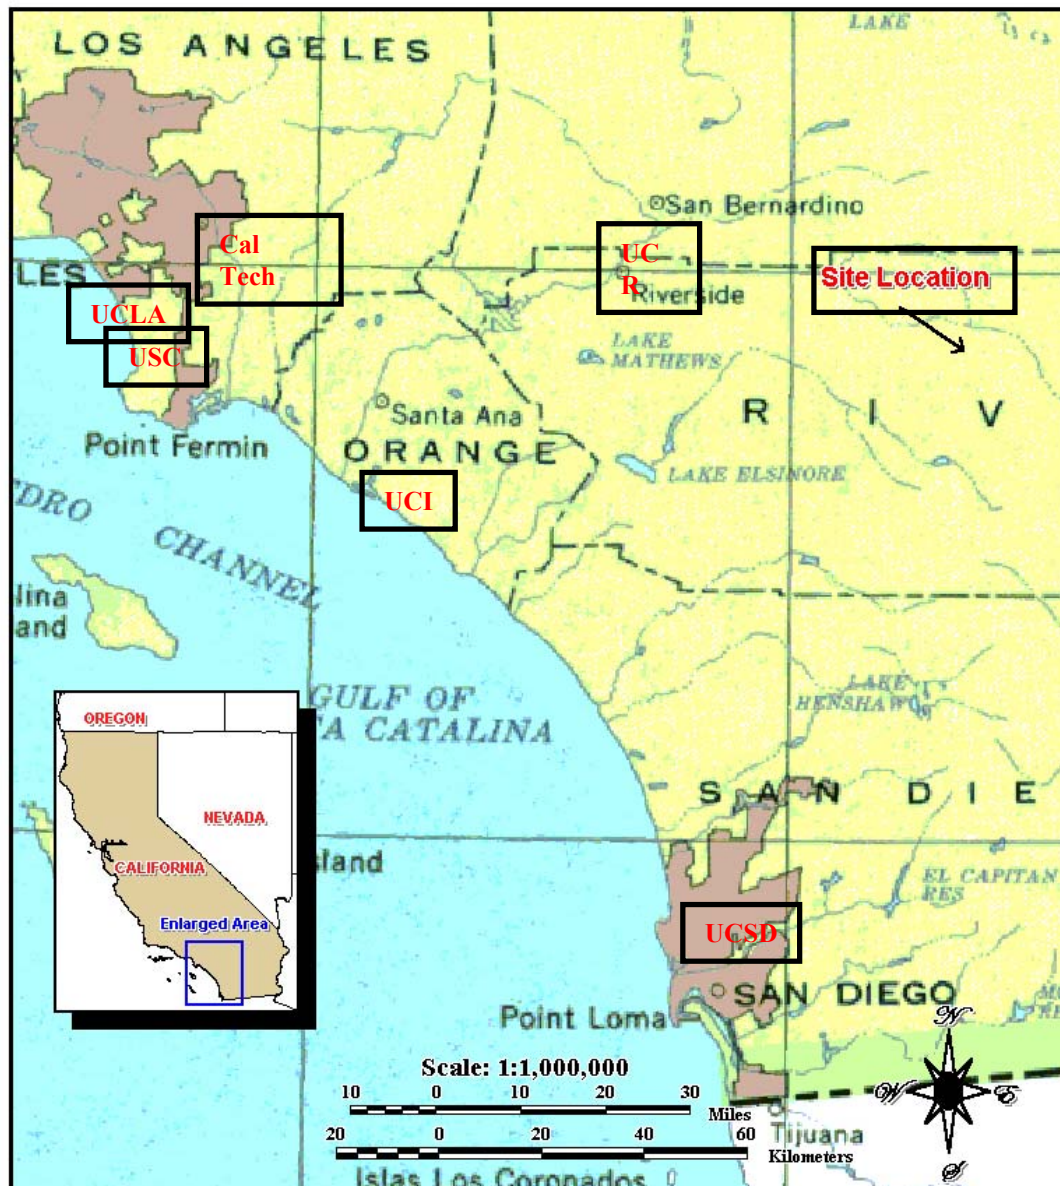 LAKE
LOS ANGELES
San Bernardino
Cal
Tech
UC
R
LES
Riverside
Site Location
UCLA
USC
LAKE
MATHEWS
Santa Ana
R I V
Point Fermin
ORANGE
LAKE ELSINORE
UCI
EDRO
CHANNEL
lina
and
LAKE
HENSHAW
GULF OF
TA CATALINA
OREGON
NEVADA
CALIFORNIA
Enlarged Area
SAN DIE
sland
EL CAPITAN
RES
UCSD
SAN DIEGO
Point Loma
N
W
E
S
Scale: 1:1,000,000
10 0 10 20 30
Miles
20 0 20 40 60
Kilometers
Tijuana
Islas Los Coronados